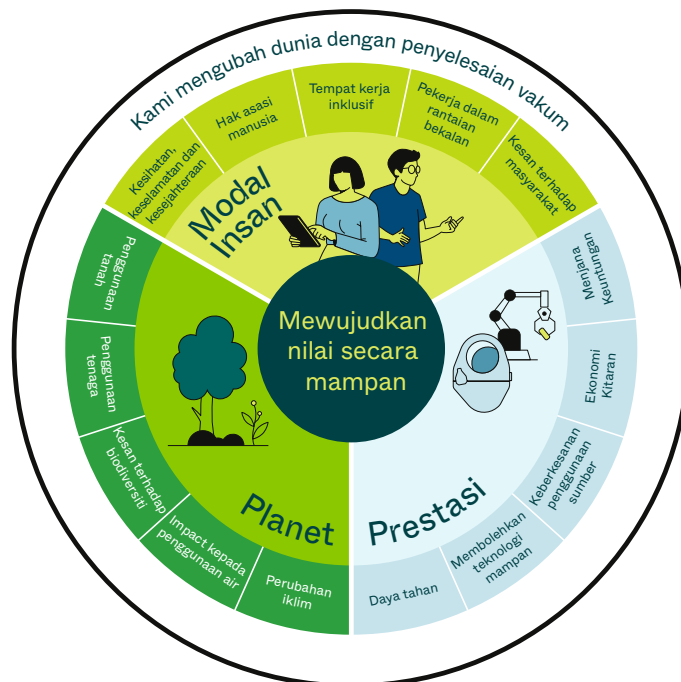 Kami mengubah dunia dengan penyelesaian vakum
Kesihatan,
keselamatan dan
kesejahteraan
Hak asasi
manusia
Tempat kerja
inklusif
Pekerja dalam
rantaian
bekalan
Kesan terhadap
masyarakat
Modal
Insan
Menjana
Keuntungan
Ekonomi
Kitaran
Keberkesanan
penggunaan
sumber
Membolehkan
teknologi
mampan
Daya tahan
Prestasi
Perubahan
iklim
Impact kepada
penggunaan air
Kesan terhadap
biodiversiti
Penggunaan
tenaga
Penggunaan
tanah
Planet
Mewujudkan
nilai secara
mampan